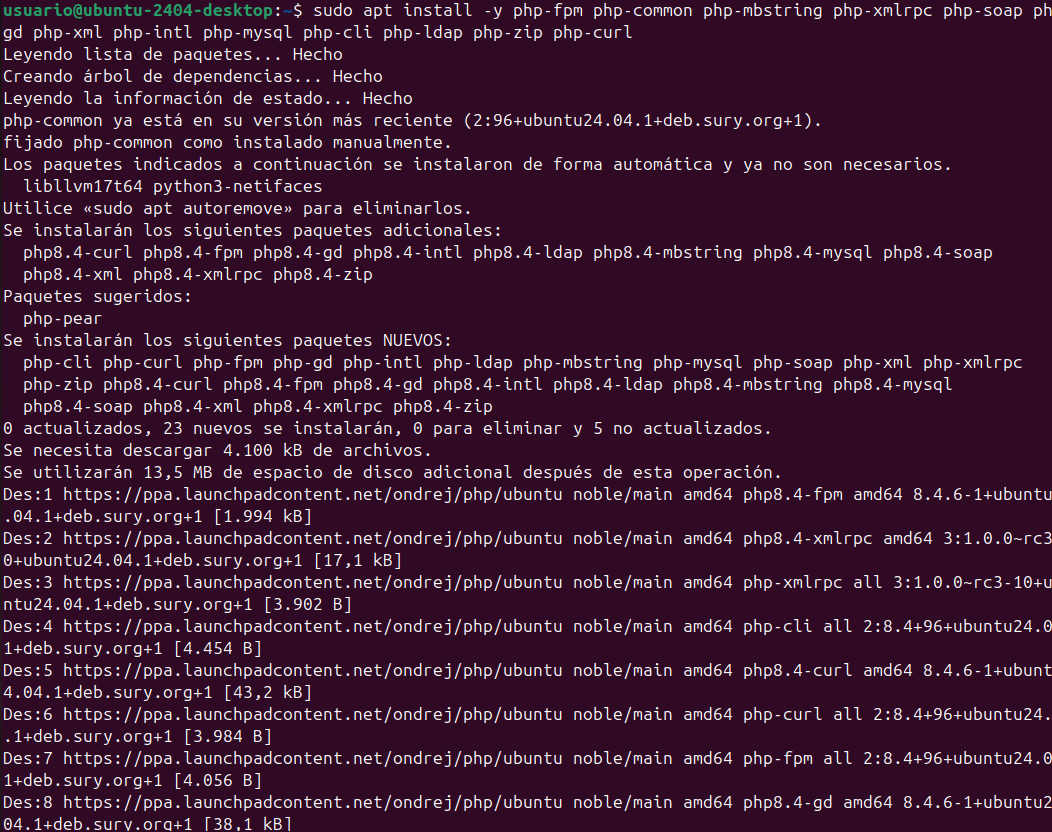 usuario@ubuntu-2404-desktop:~$ sudo apt install -y php-fpm php-common php-mbstring php-xmlrpc php-soap ph
gd php-xml php-intl php-mysql php-cli php-ldap php-zip php-curl
Leyendo lista de paquetes... Hecho
Creando árbol de dependencias... Hecho
Leyendo la información de estado... Hecho
php-common ya está en su versión más reciente (2:96+ubuntu24.04.1+deb.sury.org+1).
fijado php-common como instalado manualmente.
Los paquetes indicados a continuación se instalaron de forma automática y ya no son necesarios.
libllvm17t64 python3-netifaces
Utilice «sudo apt autoremove» para eliminarlos.
Se instalarán los siguientes paquetes adicionales:
php8.4-curl php8.4-fpm php8.4-gd php8.4-intl php8.4-ldap php8.4-mbstring php8.4-mysql php8.4-soap
php8.4-xml php8.4-xmlrpc php8.4-zip
Paquetes sugeridos:
php-pear
Se instalarán los siguientes paquetes NUEVOS:
php-cli php-curl php-fpm php-gd php-intl php-ldap php-mbstring php-mysql php-soap php-xml php-xmlrpc
php-zip php8.4-curl php8.4-fpm php8.4-gd php8.4-intl php8.4-ldap php8.4-mbstring php8.4-mysql
php8.4-soap php8.4-xml php8.4-xmlrpc php8.4-zip
0 actualizados, 23 nuevos se instalarán, 0 para eliminar y 5 no actualizados.
Se necesita descargar 4.100 kB de archivos.
Se utilizarán 13,5 MB de espacio de disco adicional después de esta operación.
Des:1 https://ppa.launchpadcontent.net/ondrej/php/ubuntu noble/main amd64 php8.4-fpm amd64 8.4.6-1+ubuntu
.04.1+deb.sury.org+1 [1.994 kB]
Des:2 https://ppa.launchpadcontent.net/ondrej/php/ubuntu noble/main amd64 php8.4-xmlrpc amd64 3:1.0.0~rc3
0+ubuntu24.04.1+deb.sury.org+1 [17,1 kB]
Des:3 https://ppa.launchpadcontent.net/ondrej/php/ubuntu noble/main amd64 php-xmlrpc all 3:1.0.0~rc3-10+u
ntu24.04.1+deb.sury.org+1 [3.902 B]
Des:4 https://ppa.launchpadcontent.net/ondrej/php/ubuntu noble/main amd64 php-cli all 2:8.4+96+ubuntu24.0
1+deb.sury.org+1 [4.454 B]
Des:5 https://ppa.launchpadcontent.net/ondrej/php/ubuntu noble/main amd64 php8.4-curl amd64 8.4.6-1+ubunt
4.04.1+deb.sury.org+1 [43,2 kB]
Des:6 https://ppa.launchpadcontent.net/ondrej/php/ubuntu noble/main amd64 php-curl all 2:8.4+96+ubuntu24.
.1+deb.sury.org+1 [3.984 B]
Des:7 https://ppa.launchpadcontent.net/ondrej/php/ubuntu noble/main amd64 php-fpm all 2:8.4+96+ubuntu24.0
1+deb.sury.org+1 [4.056 B]
Des:8 https://ppa.launchpadcontent.net/ondrej/php/ubuntu noble/main amd64 php8.4-gd amd64 8.4.6-1+ubuntu2
04.1+deb.sury.org+1 [38,1 kB]